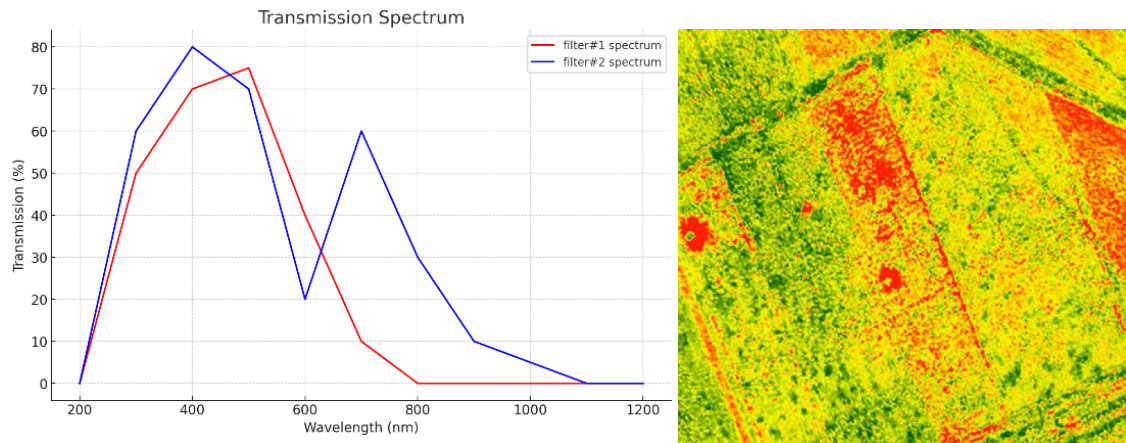 Transmission Spectrum
filter#1 spectrum
filter#2 spectrum
Transmission (%)
80
70
60
50
40
30
20
10
0
200 400 600 800 1000 1200
Wavelength (nm)